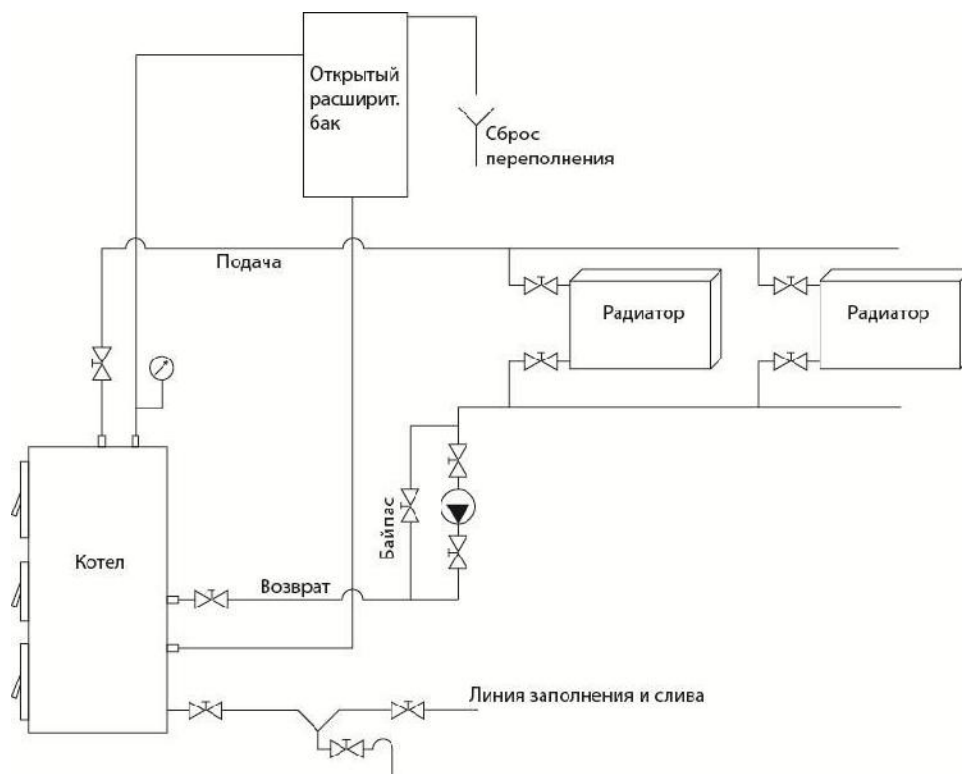 Открытый
расширит.
бак
Сброс
переполнения
Подача
Радиатор
Радиатор
Байпас
Котел
Возврат
Линия заполнения и слива